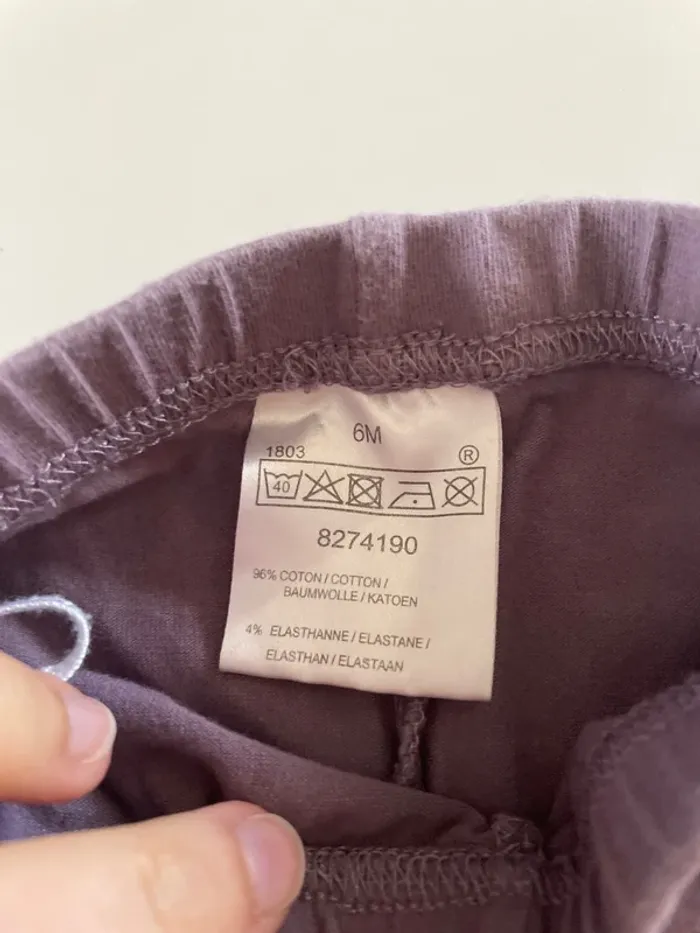 6M
1803 ®
40
8274190
96% COTON / COTTON /
BAUMWOLLE / KATOEN
4% ELASTHANNE / ELASTANE /
ELASTHAN / ELASTAAN